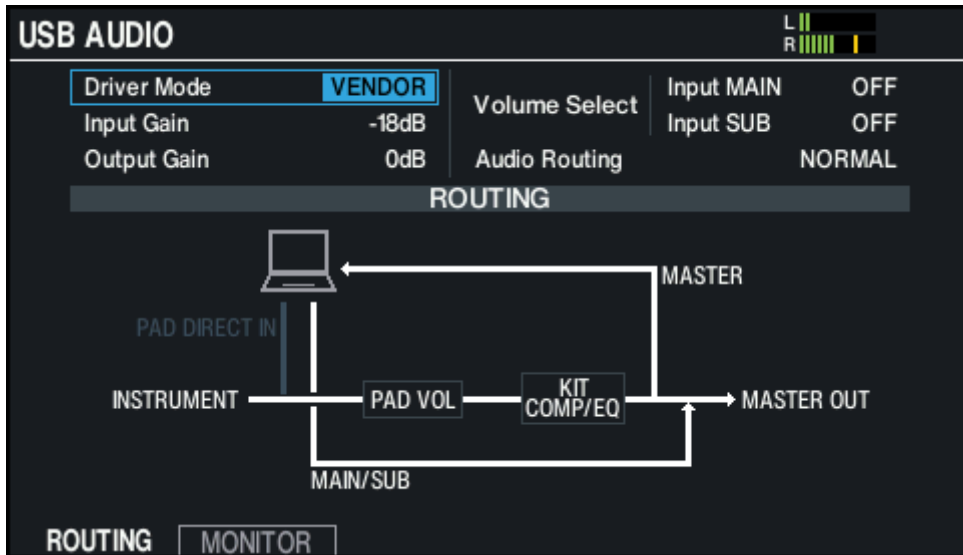 USB AUDIO
L
R
Driver Mode VENDOR
Input Gain -18dB
Output Gain 0dB
Volume Select
Input MAIN OFF
Input SUB OFF
Audio Routing NORMAL
ROUTING
MASTER
PAD DIRECT IN
INSTRUMENT
PAD VOL
KIT
COMP/EQ
MASTER OUT
MAIN/SUB
ROUTING MONITOR